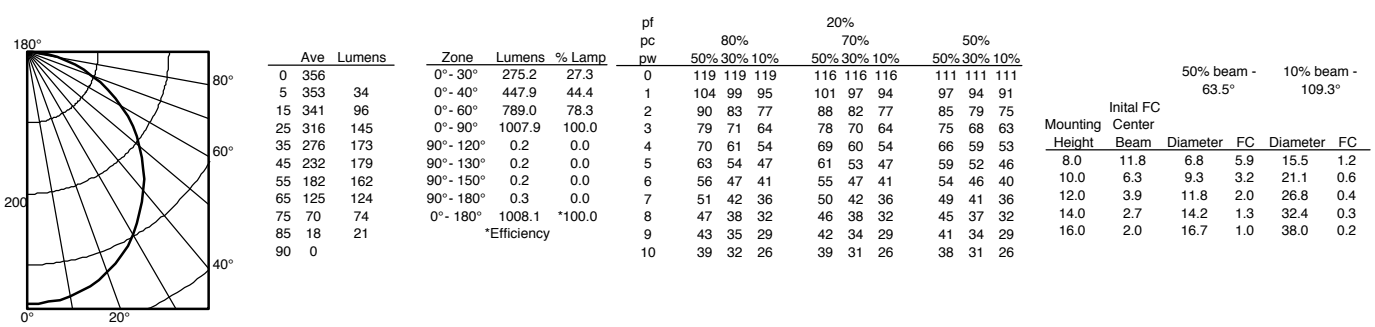 180°
80°
60°
200
40°
0° 20°
Ave Lumens
0 356
5 353 34
15 341 96
25 316 145
35 276 173
45 232 179
55 182 162
65 125 124
75 70 74
85 18 21
90 0
Zone Lumens % Lamp
0°- 30° 275.2 27.3
0°- 40° 447.9 44.4
0°- 60° 789.0 78.3
0°- 90° 1007.9 100.0
90°- 120° 0.2 0.0
90°- 130° 0.2 0.0
90°- 150° 0.2 0.0
90°- 180° 0.3 0.0
0°- 180° 1008.1 *100.0
*Efficiency
pf 20%
pc 80% 70% 50%
pw 50% 30% 10% 50% 30% 10% 50% 30% 10%
0 119 119 119 116 116 116 111 111 111
1 104 99 95 101 97 94 97 94 91
2 90 83 77 88 82 77 85 79 75
3 79 71 64 78 70 64 75 68 63
4 70 61 54 69 60 54 66 59 53
5 63 54 47 61 53 47 59 52 46
6 56 47 41 55 47 41 54 46 40
7 51 42 36 50 42 36 49 41 36
8 47 38 32 46 38 32 45 37 32
9 43 35 29 42 34 29 41 34 29
10 39 32 26 39 31 26 38 31 26
50% beam - 10% beam -
63.5° 109.3°
Inital FC
Mounting Center
Height Beam Diameter FC Diameter FC
8.0 11.8 6.8 5.9 15.5 1.2
10.0 6.3 9.3 3.2 21.1 0.6
12.0 3.9 11.8 2.0 26.8 0.4
14.0 2.7 14.2 1.3 32.4 0.3
16.0 2.0 16.7 1.0 38.0 0.2